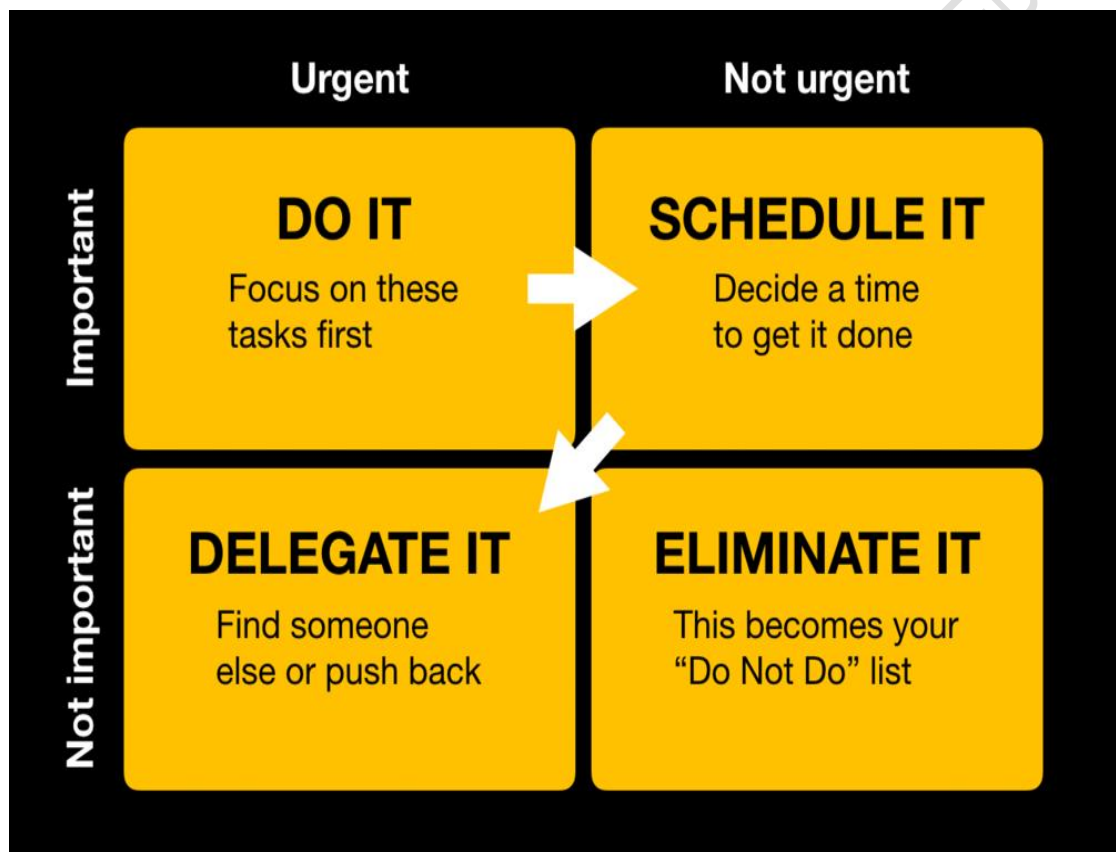 Urgent
Not urgent
Important
DO IT
Focus on these
tasks first
SCHEDULE IT
Decide a time
to get it done
Not important
DELEGATE IT
Find someone
else or push back
ELIMINATE IT
This becomes your
“Do Not Do” list